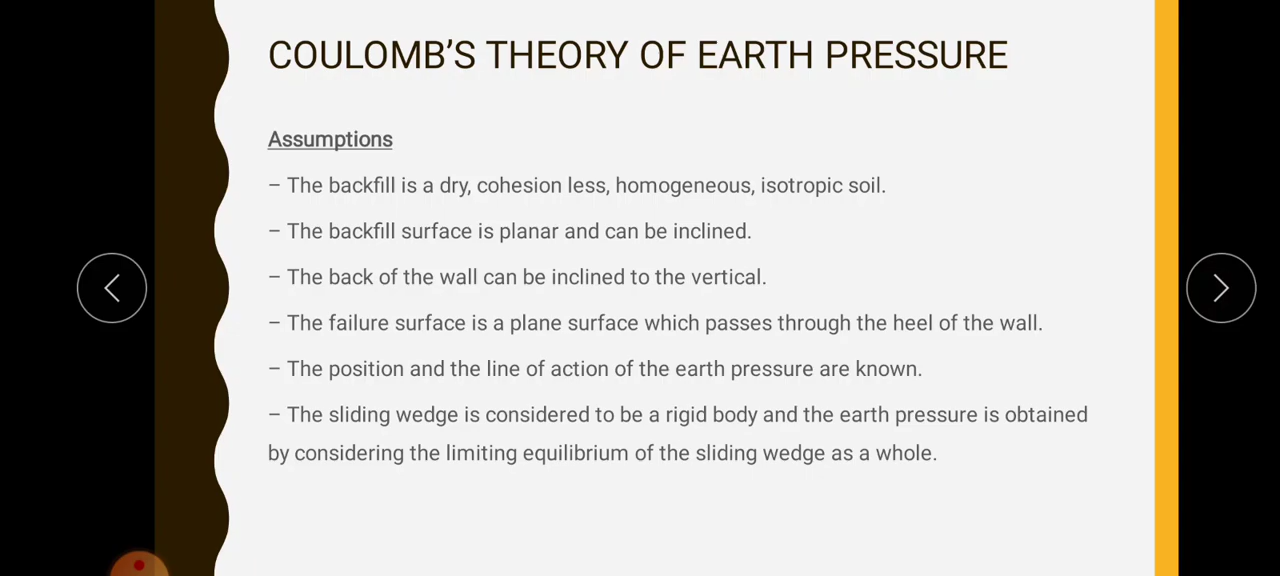 COULOMB’S THEORY OF EARTH PRESSURE
Assumptions
– The backfill is a dry, cohesion less, homogeneous, isotropic soil.
– The backfill surface is planar and can be inclined.
– The back of the wall can be inclined to the vertical.
– The failure surface is a plane surface which passes through the heel of the wall.
– The position and the line of action of the earth pressure are known.
– The sliding wedge is considered to be a rigid body and the earth pressure is obtained
by considering the limiting equilibrium of the sliding wedge as a whole.